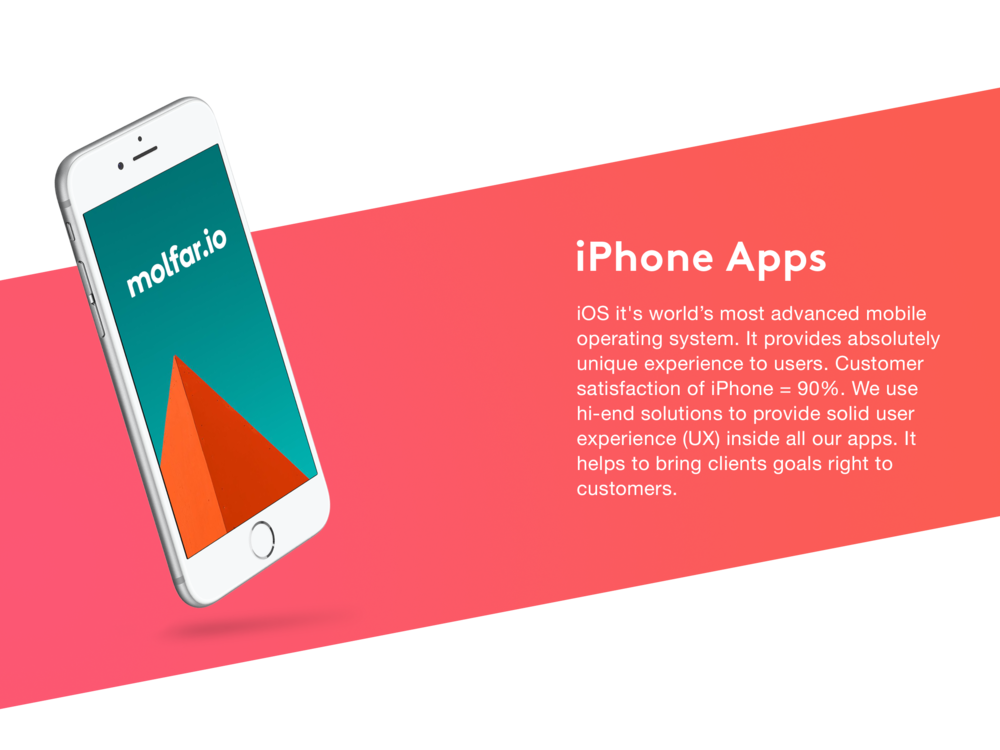 molfar.io
iPhone Apps
iOS it's world’s most advanced mobile
operating system. It provides absolutely
unique experience to users. Customer
satisfaction of iPhone = 90%. We use
hi-end solutions to provide solid user
experience (UX) inside all our apps. It
helps to bring clients goals right to
customers.